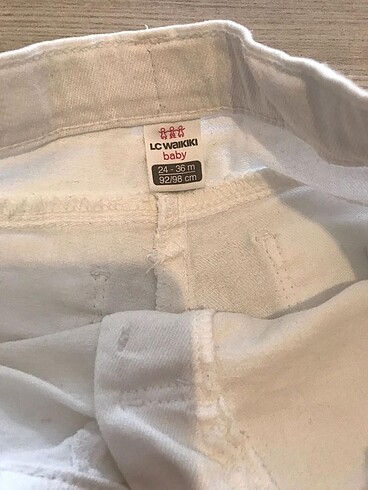 LC WAIKIKI
baby
24 - 36 m
92/98 cm